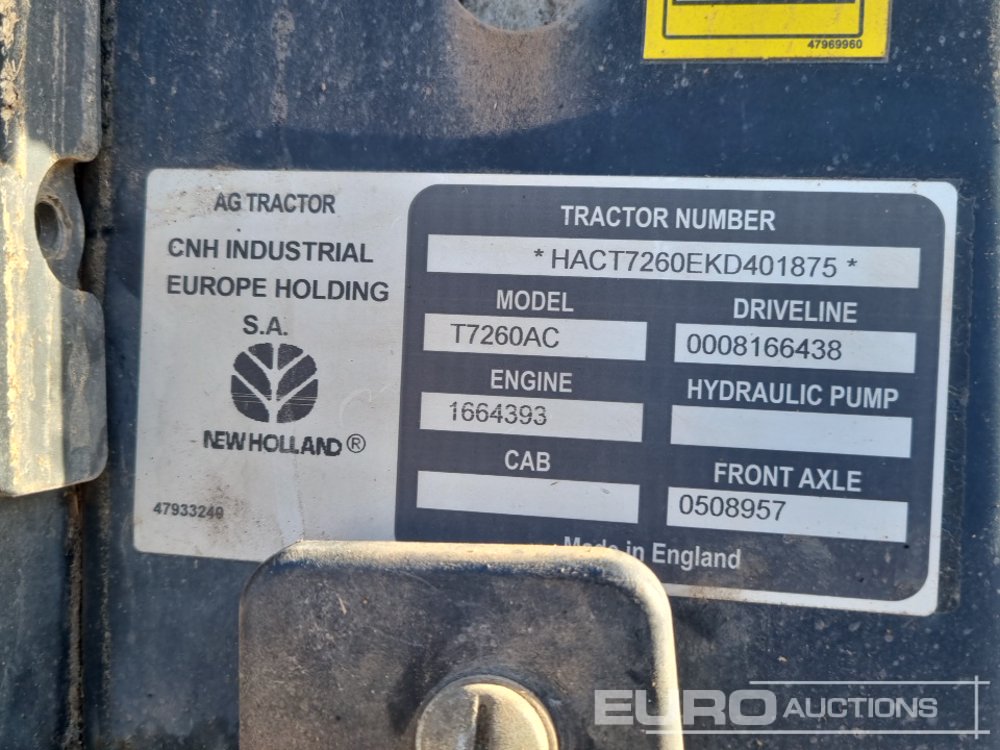 47969960
AG TRACTOR
CNH INDUSTRIAL
EUROPE HOLDING
S.A.
NEW HOLLAND ®
47933240
TRACTOR NUMBER
* HACT7260EKD401875 *
MODEL
T7260AC
DRIVELINE
0008166438
ENGINE
1664393
HYDRAULIC PUMP
CAB
FRONT AXLE
0508957
Made in England
EURO AUCTIONS